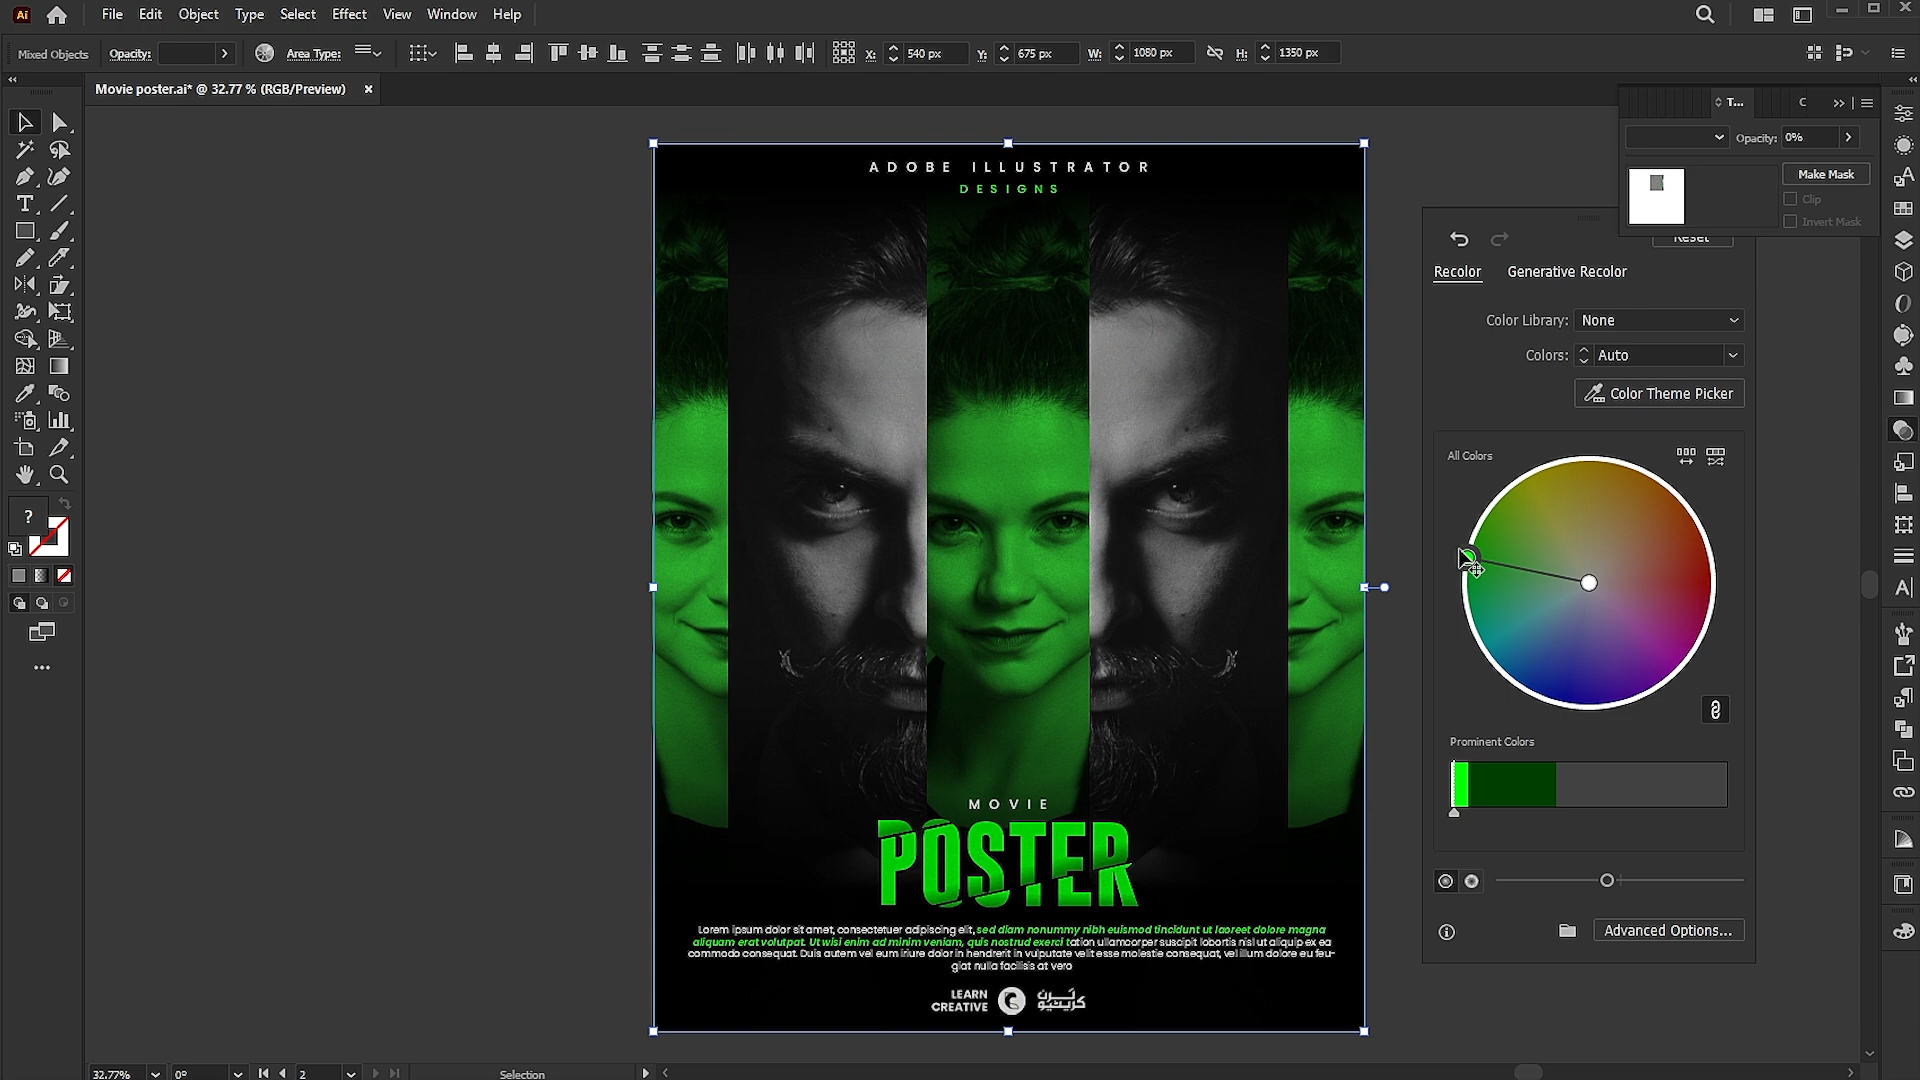 Ai File Edit Object Type Select Effect View Window Help
Mixed Objects Opacity: Area Type: X: 540 px Y: 675 px W: 1080 px H: 1350 px
Movie poster.ai* @ 32.77 % (RGB/Preview)
T... C
Opacity: 0%
Make Mask
Clip
Invert Mask
Reset
Recolor Generative Recolor
Color Library: None
Colors: Auto
Color Theme Picker
All Colors
Prominent Colors
Advanced Options...
ADOBE ILLUSTRATOR
DESIGNS
MOVIE
POSTER
Lorem ipsum dolor sit amet, consectetuer adipiscing elit, sed diam nonummy nibh euismod tincidunt ut laoreet dolore magna
aliquam erat volutpat. Ut wisi enim ad minim veniam, quis nostrud exerci tation ullamcorper suscipit lobortis nisl ut aliquip ex ea
commodo consequat. Duis autem vel eum iriure dolor in hendrerit in vulputate velit esse molestie consequat, vel illum dolore eu feu-
giat nulla facilisis at vero
LEARN
CREATIVE
لیرن
کریٹیو
?
32.77% 0° 2 Selection